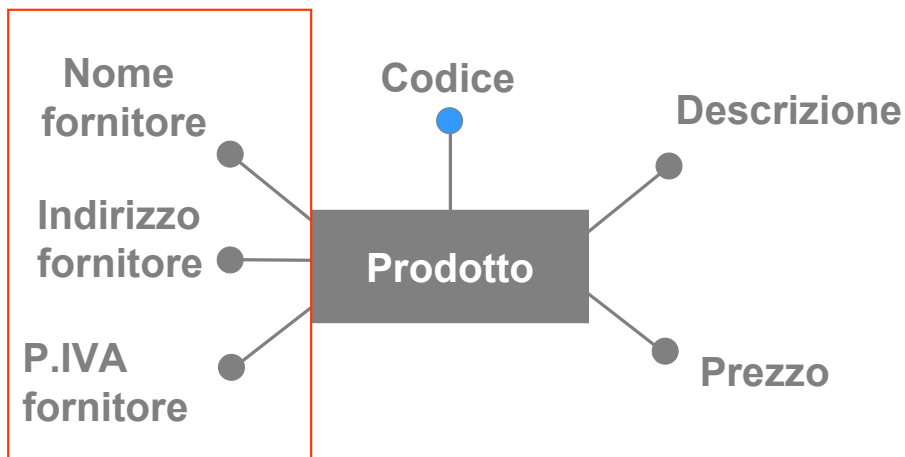 Nome
fornitore
Codice
Descrizione
Indirizzo
fornitore
Prodotto
P.IVA
fornitore
Prezzo